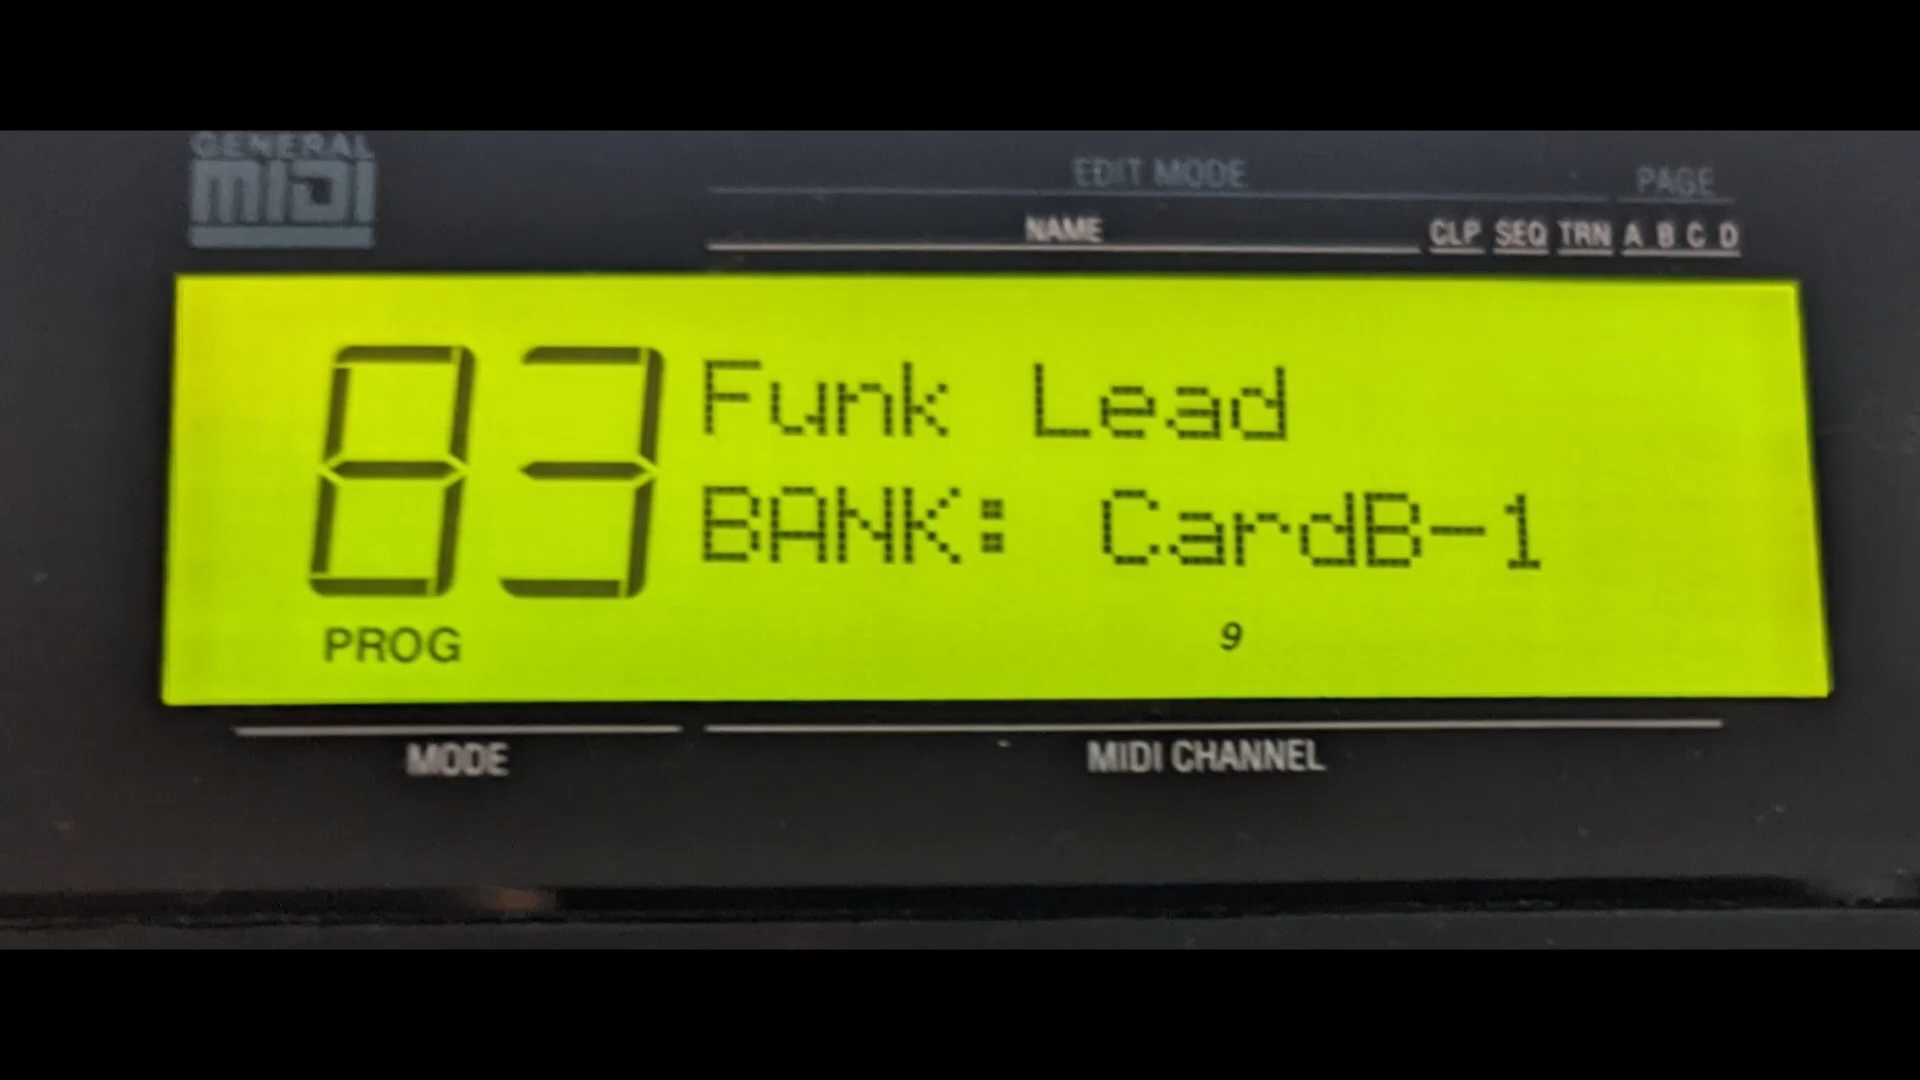 GENERAL
MIDI
EDIT MODE PAGE
NAME CLP SEQ TRN A B C D
83 Funk Lead
BANK: CardB-1
PROG 9
MODE MIDI CHANNEL